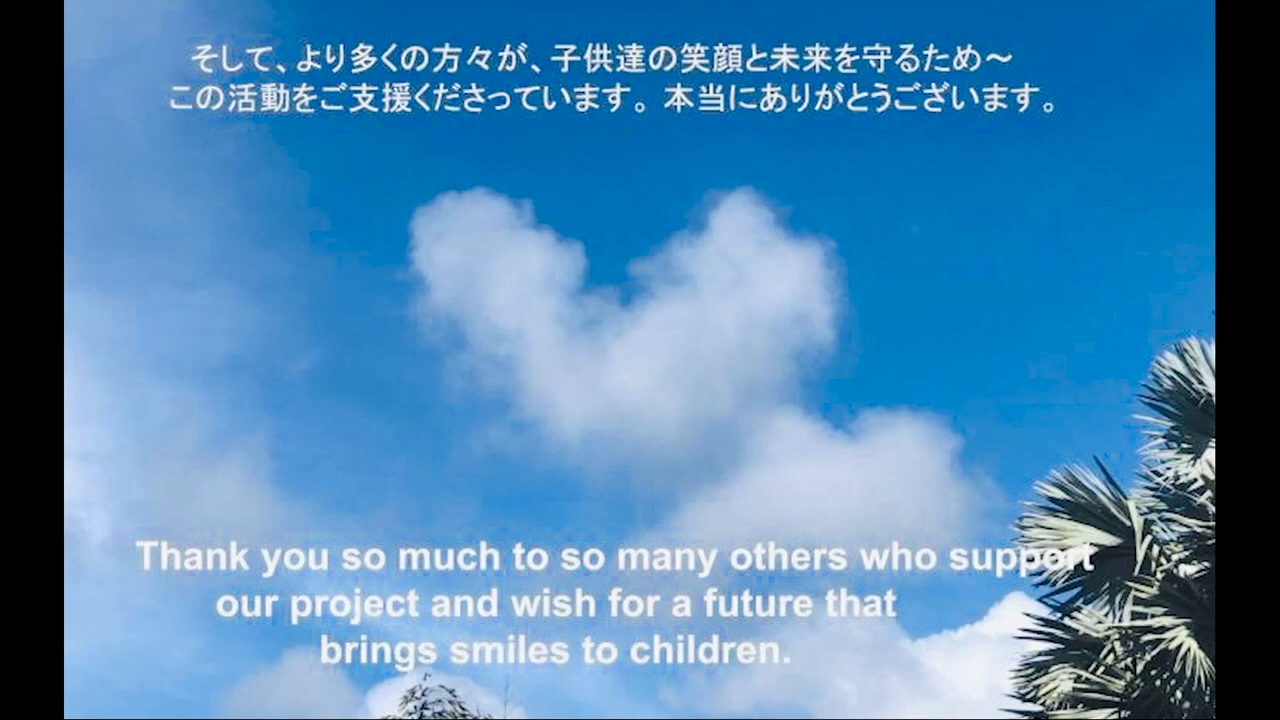 そして、より多くの方々が、子供達の笑顔と未来を守るため～
この活動をご支援くださっています。本当にありがとうございます。
Thank you so much to so many others who support
our project and wish for a future that
brings smiles to children.